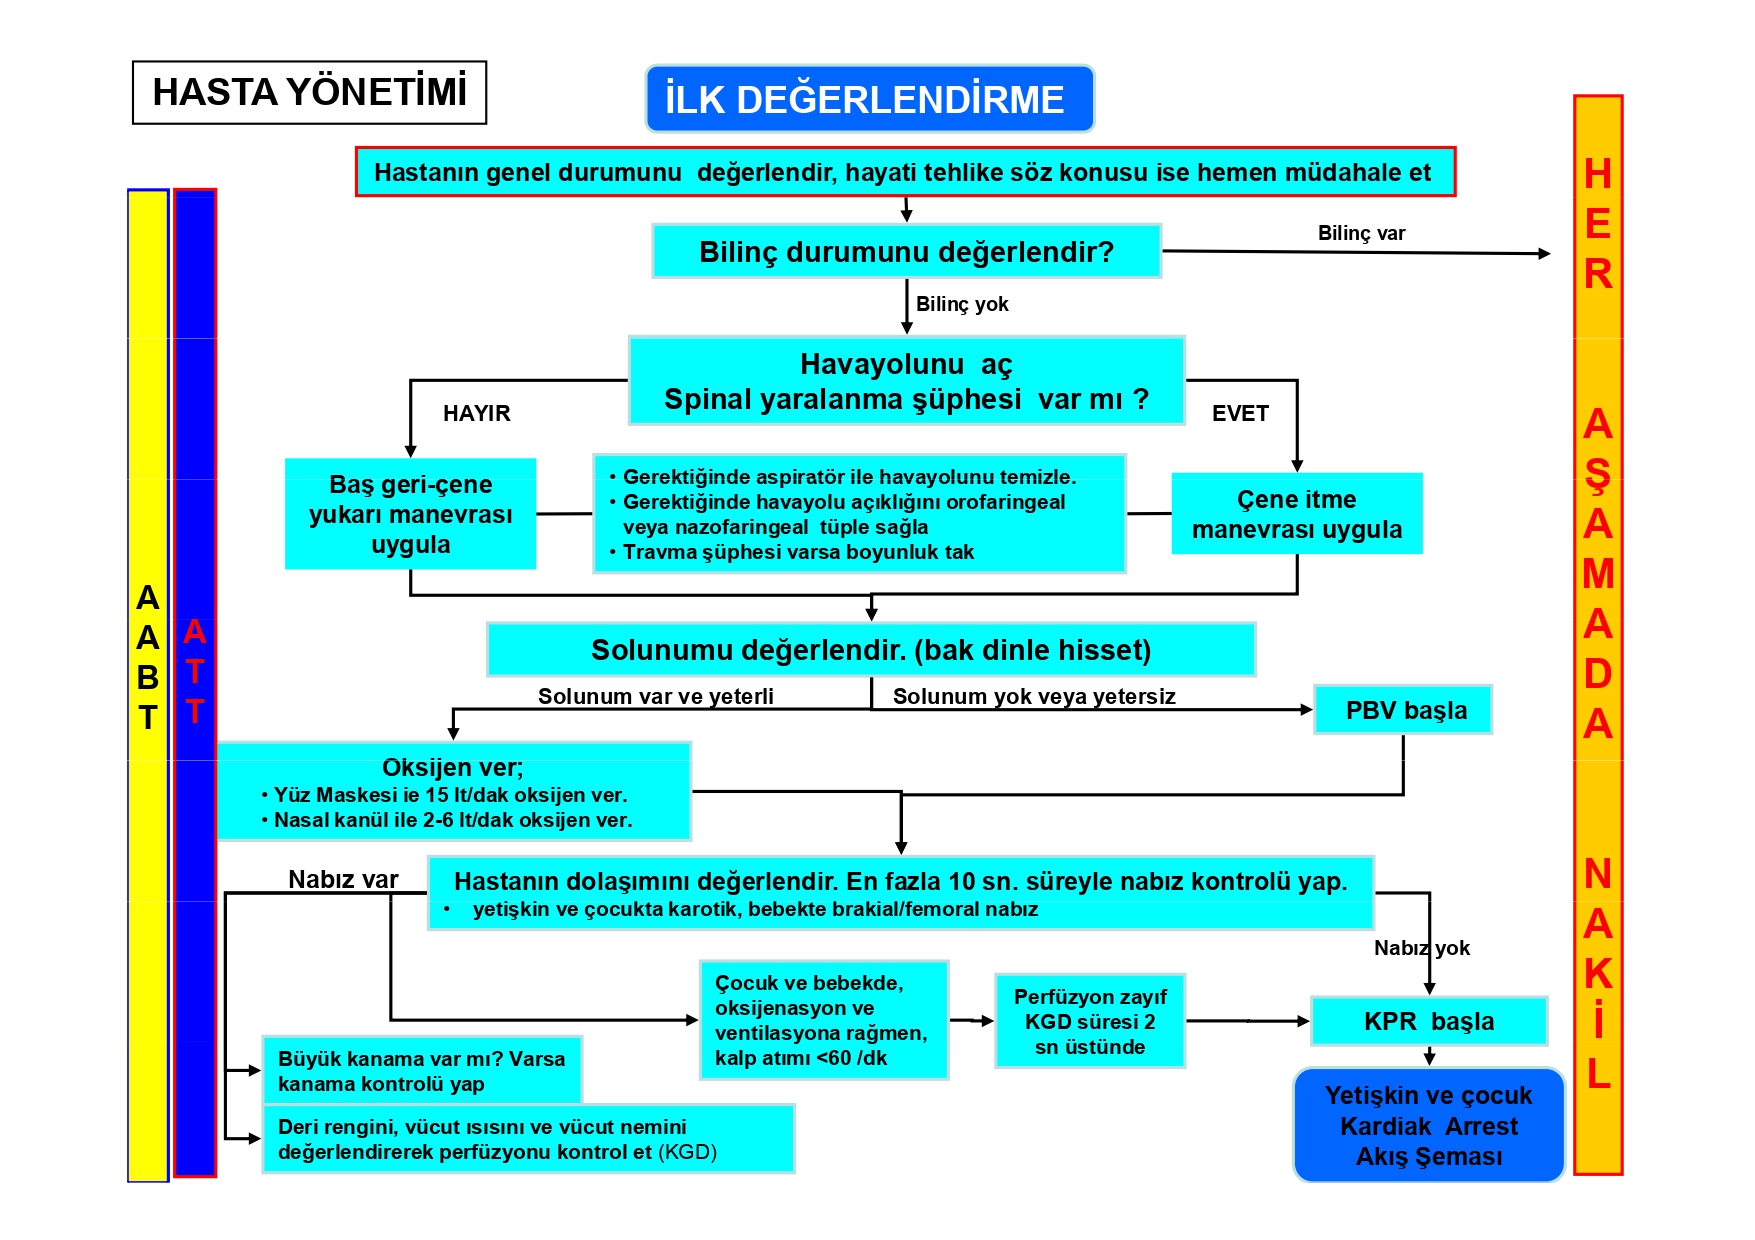 HASTA YÖNETİMİ
İLK DEĞERLENDİRME
Hastanın genel durumunu değerlendir, hayati tehlike söz konusu ise hemen müdahale et
Bilinç durumunu değerlendir?
Bilinç var
Bilinç yok
Havayolunu aç
Spinal yaralanma şüphesi var mı ?
HAYIR
EVET
Baş geri-çene
yukarı manevrası
uygula
• Gerektiğinde aspiratör ile havayolunu temizle.
• Gerektiğinde havayolu açıklığını orofaringeal
veya nazofaringeal tüple sağla
• Travma şüphesi varsa boyunluk tak
Çene itme
manevrası uygula
Solunumu değerlendir. (bak dinle hisset)
Solunum var ve yeterli
Solunum yok veya yetersiz
PBV başla
Oksijen ver;
• Yüz Maskesi ie 15 lt/dak oksijen ver.
• Nasal kanül ile 2-6 lt/dak oksijen ver.
Nabız var
Hastanın dolaşımını değerlendir. En fazla 10 sn. süreyle nabız kontrolü yap.
• yetişkin ve çocukta karotik, bebekte brakial/femoral nabız
Nabız yok
Çocuk ve bebekde,
oksijenasyon ve
ventilasyona rağmen,
kalp atımı <60 /dk
Perfüzyon zayıf
KGD süresi 2
sn üstünde
KPR başla
Büyük kanama var mı? Varsa
kanama kontrolü yap
Deri rengini, vücut ısısını ve vücut nemini
değerlendirerek perfüzyonu kontrol et (KGD)
Yetişkin ve çocuk
Kardiak Arrest
Akış Şeması
AABT
ATT
HER AŞAMADA NAKİL